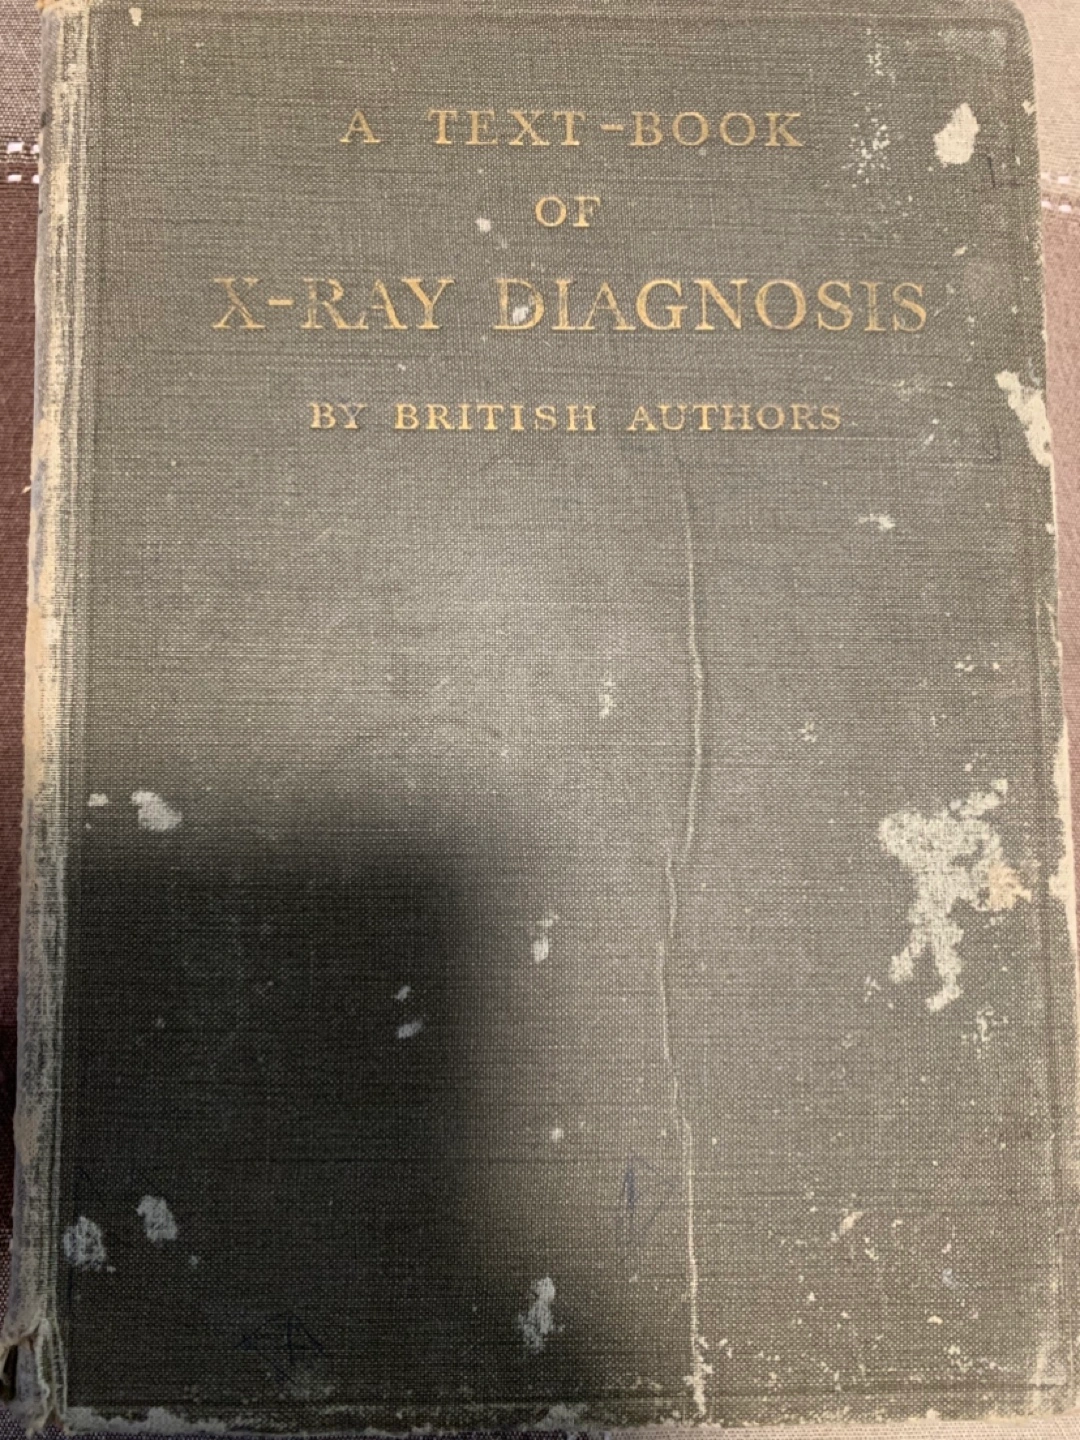 A TEXT-BOOK
OF
X-RAY DIAGNOSIS
BY BRITISH AUTHORS